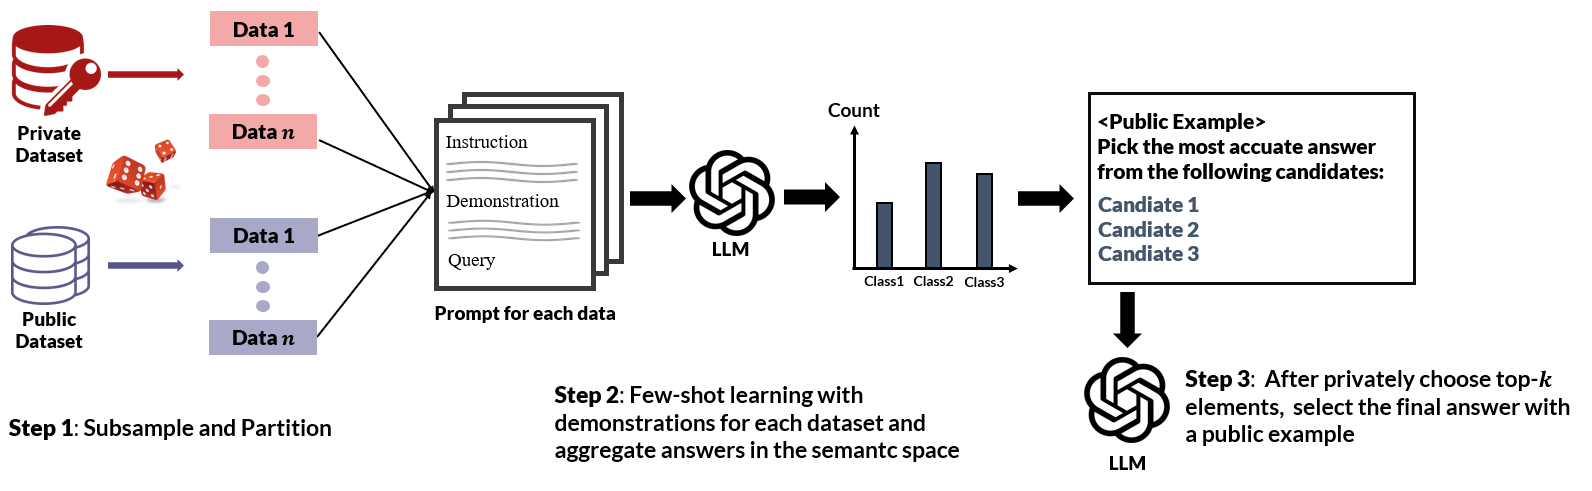 Private
Dataset
Data 1
Data n
Public
Dataset
Data 1
Data n
Step 1: Subsample and Partition
Instruction
Demonstration
Query
Prompt for each data
LLM
Step 2: Few-shot learning with
demonstrations for each dataset and
aggregate answers in the semantc space
Count
Class1 Class2 Class3
<Public Example>
Pick the most accuate answer
from the following candidates:
Candiate 1
Candiate 2
Candiate 3
LLM
Step 3: After privately choose top-k
elements, select the final answer with
a public example